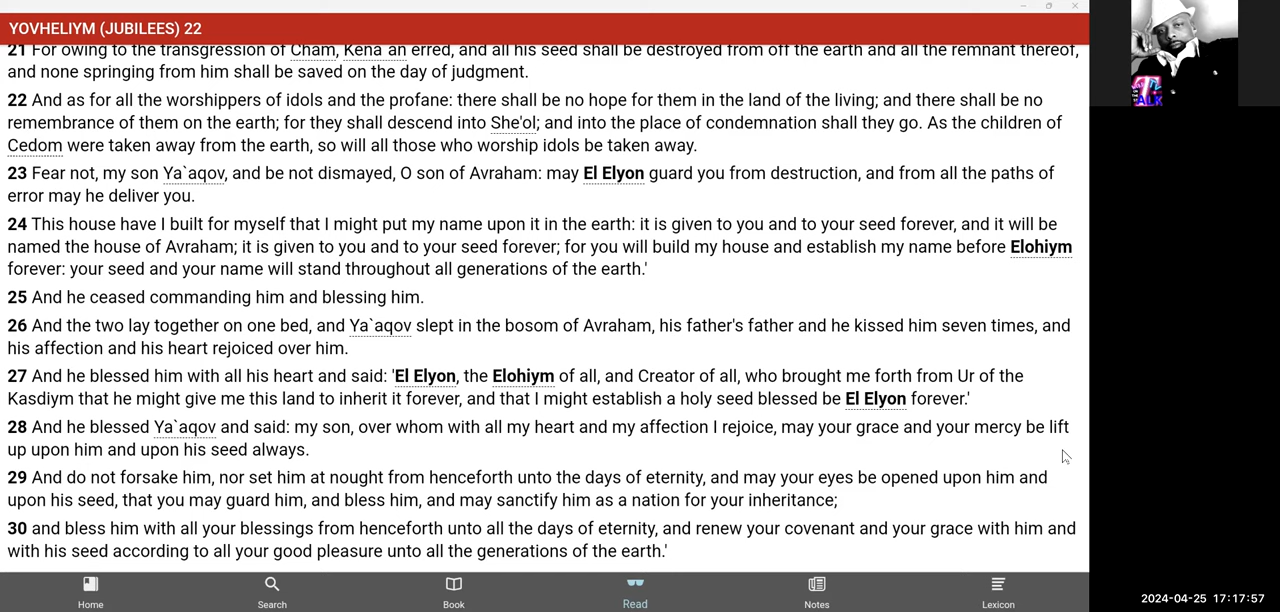 YOVHELIYM (JUBILEES) 22
21 For owing to the transgression of Cham, Kena`an erred, and all his seed shall be destroyed from off the earth and all the remnant thereof,
and none springing from him shall be saved on the day of judgment.
22 And as for all the worshippers of idols and the profane: there shall be no hope for them in the land of the living; and there shall be no
remembrance of them on the earth; for they shall descend into She'ol; and into the place of condemnation shall they go. As the children of
Cedom were taken away from the earth, so will all those who worship idols be taken away.
23 Fear not, my son Ya`aqov, and be not dismayed, O son of Avraham: may El Elyon guard you from destruction, and from all the paths of
error may he deliver you.
24 This house have I built for myself that I might put my name upon it in the earth: it is given to you and to your seed forever, and it will be
named the house of Avraham; it is given to you and to your seed forever; for you will build my house and establish my name before Elohiym
forever: your seed and your name will stand throughout all generations of the earth.'
25 And he ceased commanding him and blessing him.
26 And the two lay together on one bed, and Ya`aqov slept in the bosom of Avraham, his father's father and he kissed him seven times, and
his affection and his heart rejoiced over him.
27 And he blessed him with all his heart and said: 'El Elyon, the Elohiym of all, and Creator of all, who brought me forth from Ur of the
Kasdiym that he might give me this land to inherit it forever, and that I might establish a holy seed blessed be El Elyon forever.'
28 And he blessed Ya`aqov and said: my son, over whom with all my heart and my affection I rejoice, may your grace and your mercy be lift
up upon him and upon his seed always.
29 And do not forsake him, nor set him at nought from henceforth unto the days of eternity, and may your eyes be opened upon him and
upon his seed, that you may guard him, and bless him, and may sanctify him as a nation for your inheritance;
30 and bless him with all your blessings from henceforth unto all the days of eternity, and renew your covenant and your grace with him and
with his seed according to all your good pleasure unto all the generations of the earth.'
Home Search Book Read Notes Lexicon
TALK
2024-04-25 17:17:57